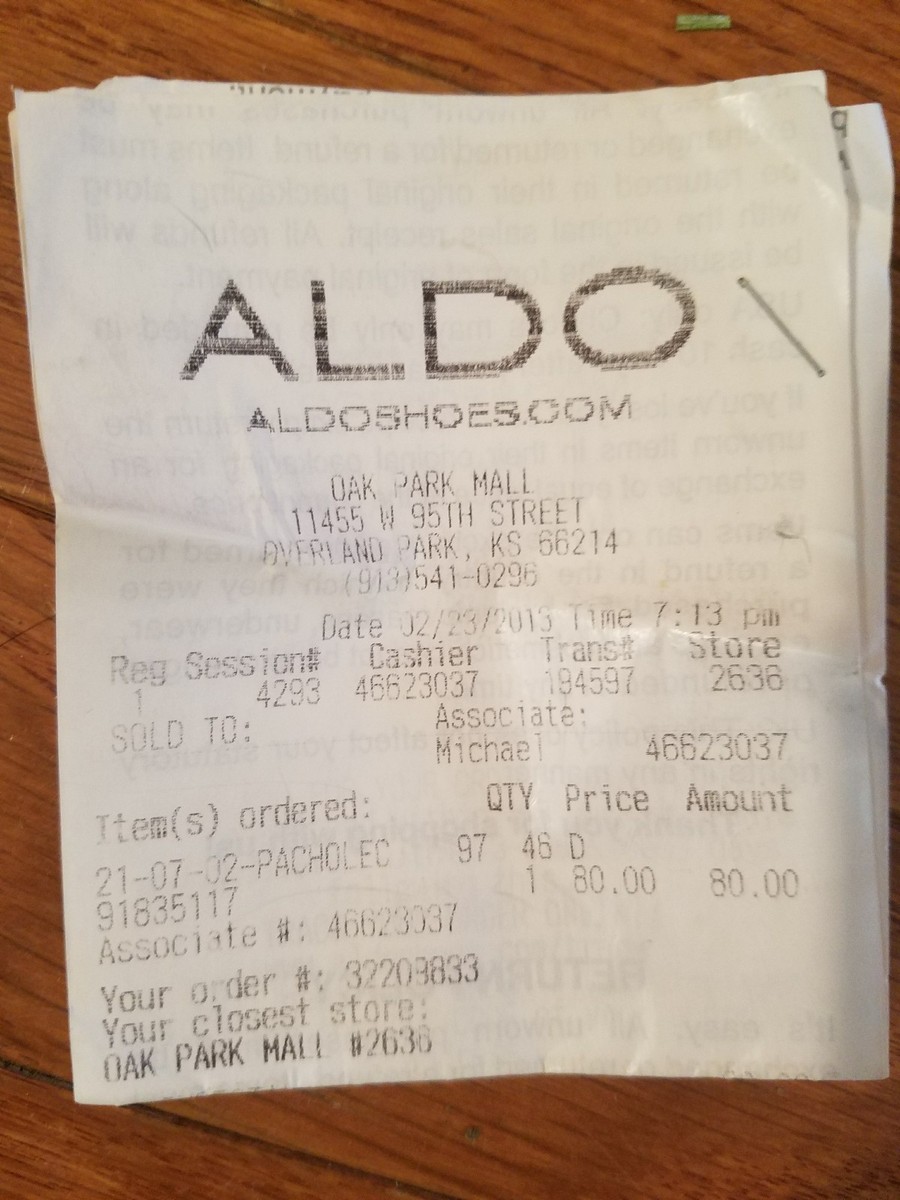 ALDO
ALDOSHOES.COM
OAK PARK MALL
11455 W 95TH STREET
OVERLAND PARK, KS 66214
(913)541-0296
Date 02/23/2013 Time 7:13 pm
Reg Session# Cashier Trans# Store
1 4293 46623037 194597 2636
SOLD TO: Associate:
Michael 46623037
Item(s) ordered: QTY Price Amount
21-07-02-PACHOLEC 97 46 D
91835117 1 80.00 80.00
Associate #: 46623037
Your order #: 32209833
Your closest store:
OAK PARK MALL #2636